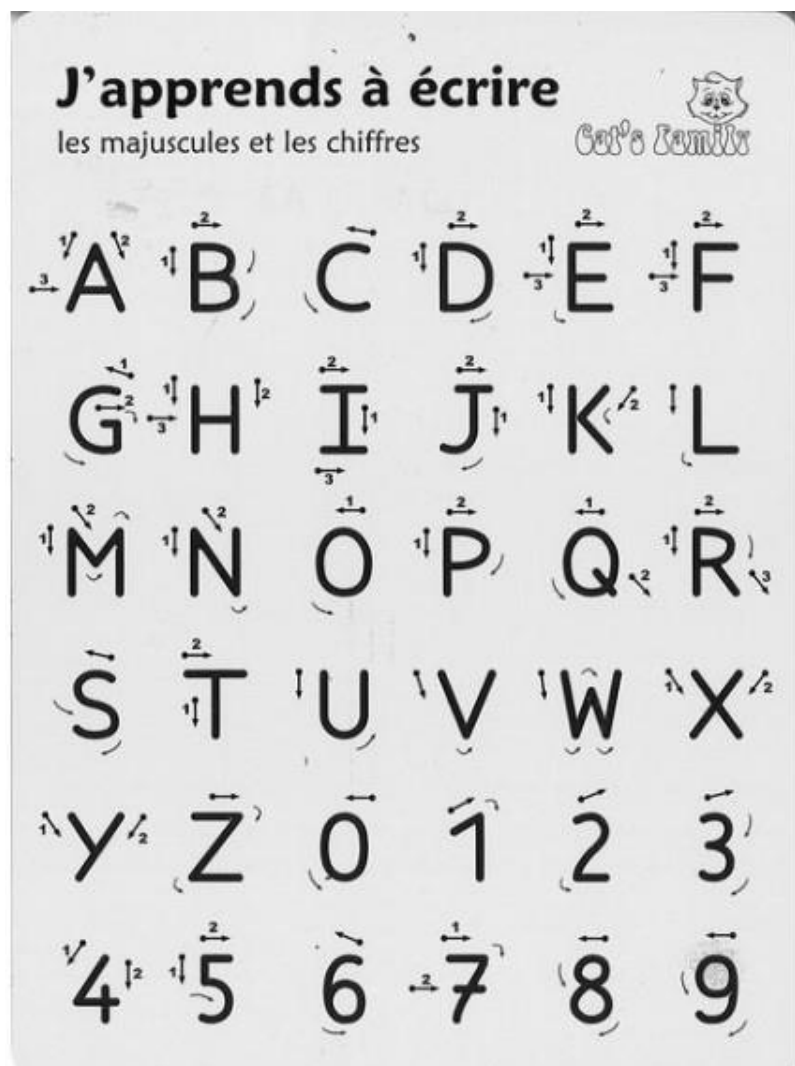 J'apprends à écrire
les majuscules et les chiffres
Cat's Family
A B C D E F
G H I J K L
M N O P Q R
S T U V W X
Y Z 0 1 2 3
4 5 6 7 8 9